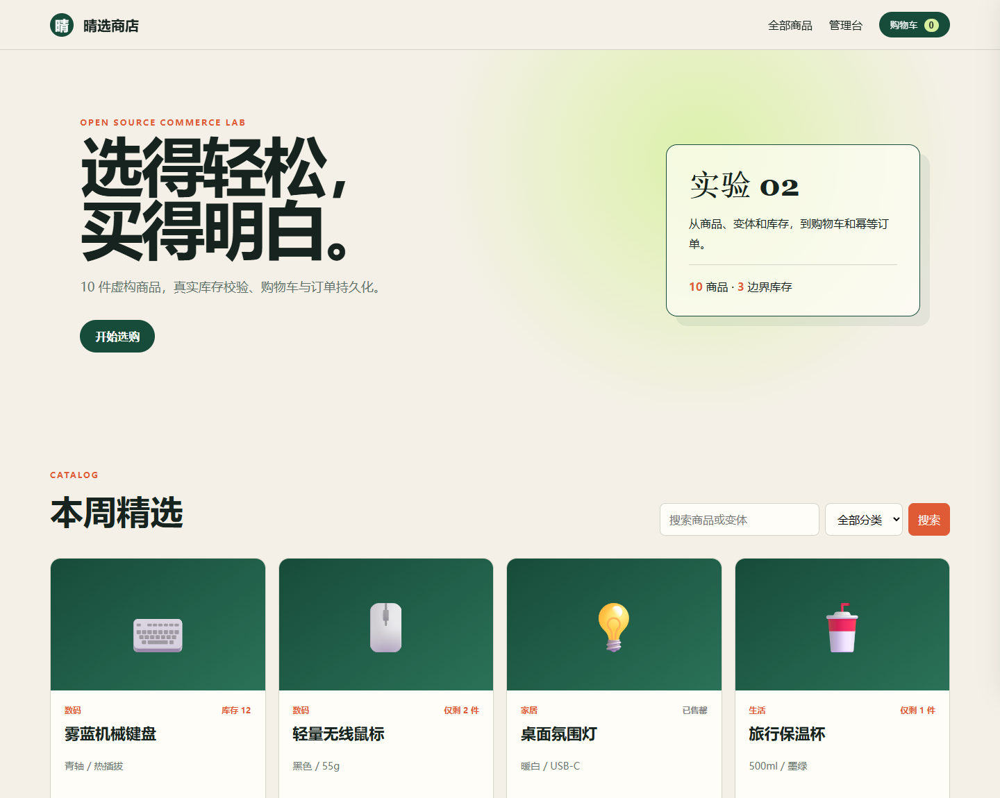 晴 晴选商店 全部商品 管理台 购物车 0
OPEN SOURCE COMMERCE LAB
选得轻松，
买得明白。
10 件虚构商品，真实库存校验、购物车与订单持久化。
开始选购
实验 02
从商品、变体和库存，到购物车和幂等订
单。
10 商品 · 3 边界库存
CATALOG
本周精选
搜索商品或变体 全部分类 搜索
数码 库存 12
雾蓝机械键盘
青轴 / 热插拔
数码 仅剩 2 件
轻量无线鼠标
黑色 / 55g
家居 已售罄
桌面氛围灯
暖白 / USB-C
生活 仅剩 1 件
旅行保温杯
500ml / 墨绿